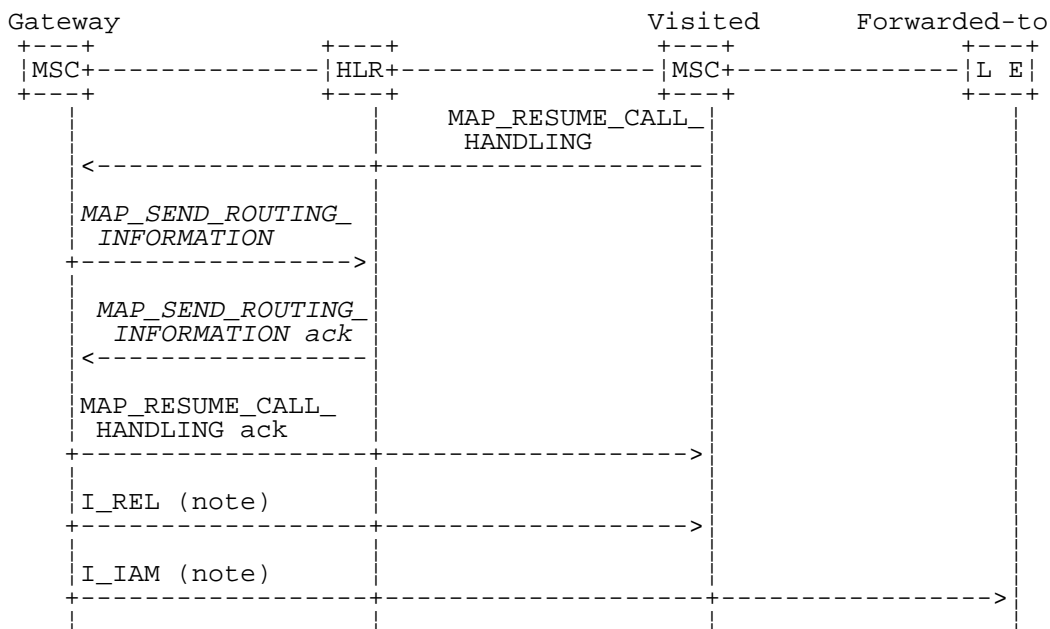 Gateway Visited Forwarded-to
MSC HLR MSC L E
MAP_RESUME_CALL_
HANDLING
MAP_SEND_ROUTING_
INFORMATION
MAP_SEND_ROUTING_
INFORMATION ack
MAP_RESUME_CALL_
HANDLING ack
I_REL (note)
I_IAM (note)